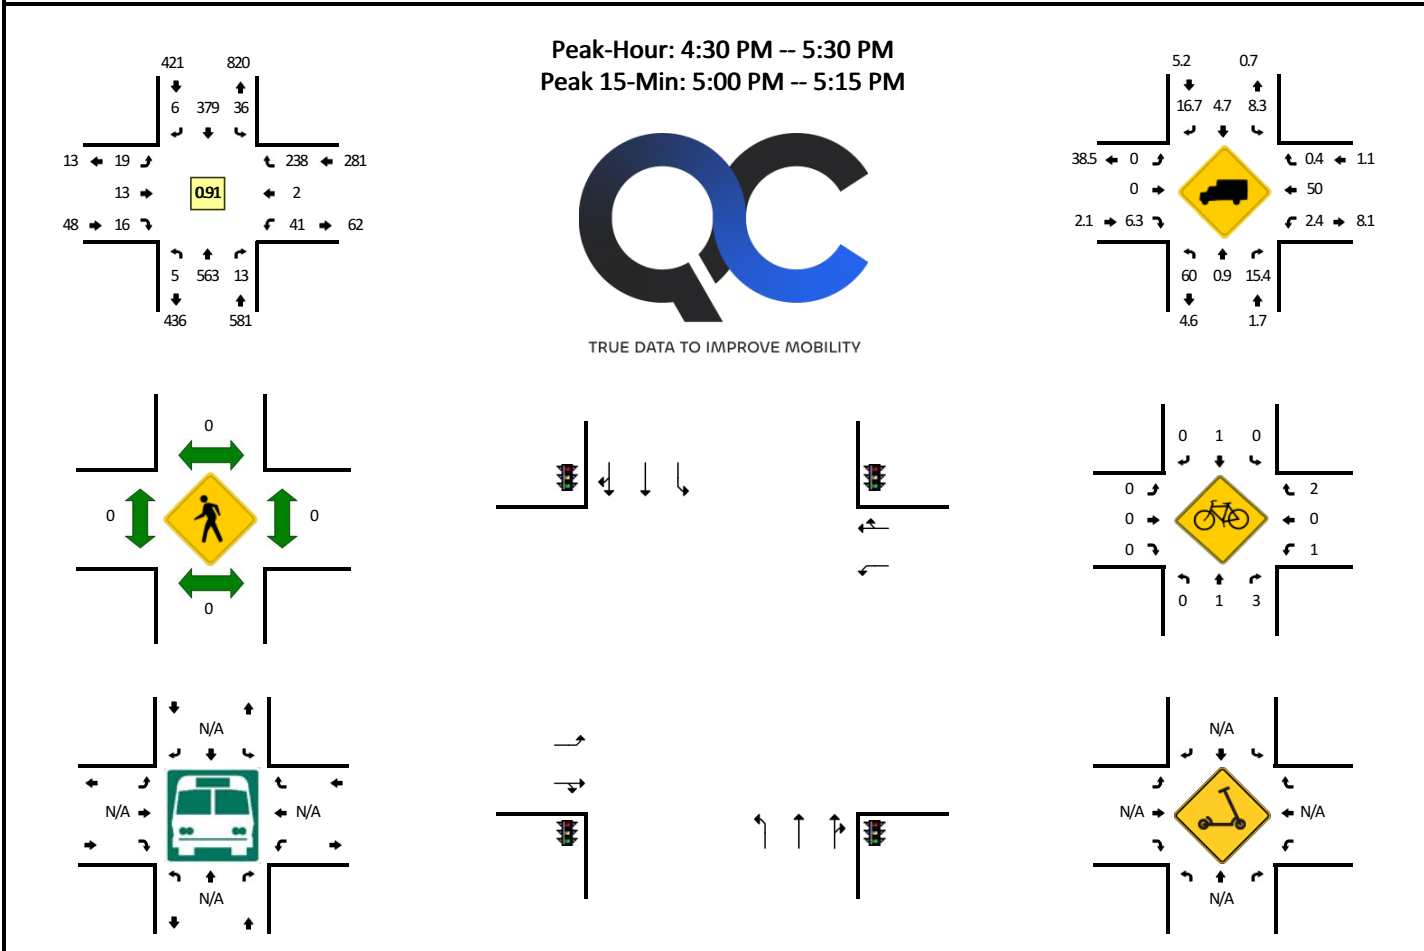 Peak-Hour: 4:30 PM -- 5:30 PM
Peak 15-Min: 5:00 PM -- 5:15 PM
421 820
6 379 36
13 19 238 281
13 0.91 2
48 16 41 62
5 563 13
436 581
QC
TRUE DATA TO IMPROVE MOBILITY
5.2 0.7
16.7 4.7 8.3
38.5 0 0.4 1.1
0 50
2.1 6.3 2.4 8.1
60 0.9 15.4
4.6 1.7
0
0 0
0
0 1 0
0 2
0 0
0 1
0 1 3
N/A
N/A N/A
N/A
N/A
N/A N/A
N/A